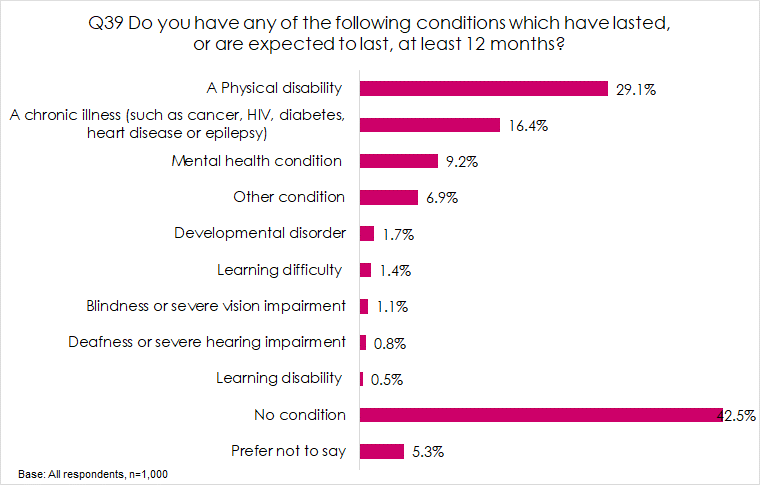 Q39 Do you have any of the following conditions which have lasted,
or are expected to last, at least 12 months?
A Physical disability 29.1%
A chronic illness (such as cancer, HIV, diabetes,
heart disease or epilepsy) 16.4%
Mental health condition 9.2%
Other condition 6.9%
Developmental disorder 1.7%
Learning difficulty 1.4%
Blindness or severe vision impairment 1.1%
Deafness or severe hearing impairment 0.8%
Learning disability 0.5%
No condition 42.5%
Prefer not to say 5.3%
Base: All respondents, n=1,000